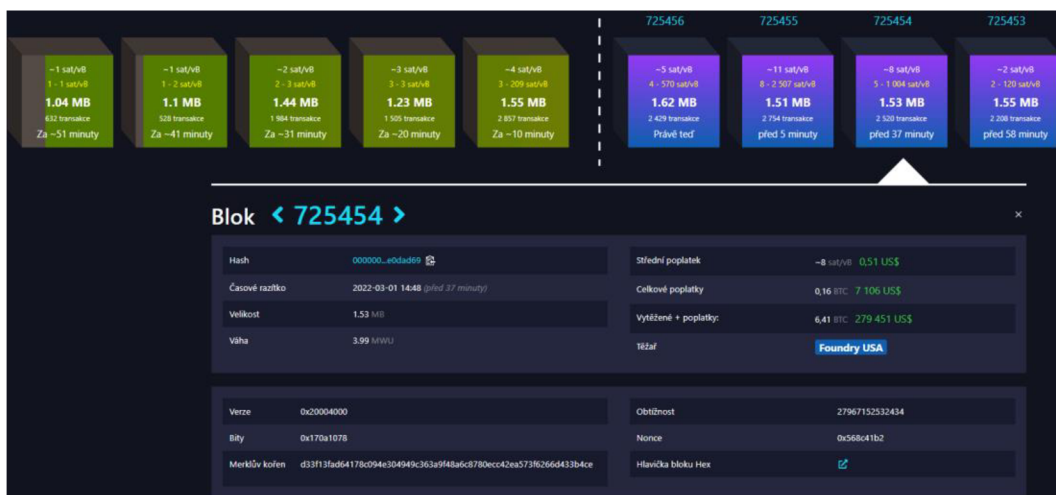 725456
725455
725454
725453
~1 sat/vB
1 - 1 sat/vB
1.04 MB
632 transakce
Za ~51 minuty
~1 sat/vB
1 - 2 sat/vB
1.1 MB
528 transakce
Za ~41 minuty
~2 sat/vB
2 - 3 sat/vB
1.44 MB
1 984 transakce
Za ~31 minuty
~3 sat/vB
3 - 3 sat/vB
1.23 MB
1 505 transakce
Za ~20 minuty
~4 sat/vB
3 - 209 sat/vB
1.55 MB
2 857 transakce
Za ~10 minuty
~5 sat/vB
4 - 570 sat/vB
1.62 MB
2 429 transakce
Právě teď
~11 sat/vB
8 - 2 507 sat/vB
1.51 MB
2 754 transakce
před 5 minuty
~8 sat/vB
5 - 1 004 sat/vB
1.53 MB
2 520 transakce
před 37 minuty
~2 sat/vB
2 - 120 sat/vB
1.55 MB
2 208 transakce
před 58 minuty
Blok 725454
Hash 000000...e0dad69
Časové razítko 2022-03-01 14:48 (před 37 minuty)
Velikost 1.53 MB
Váha 3.99 MWU
Střední poplatek ~8 sat/vB 0,51 US$
Celkové poplatky 0,16 BTC 7 106 US$
Vytěžené + poplatky: 6,41 BTC 279 451 US$
Těžař Foundry USA
Verze 0x20004000
Bity 0x170a1078
Merklův kořen d33f13fad64178c094e304949c363a9f48a6c8780ecc42ea573f6266d433b4ce
Obtížnost 27967152532434
Nonce 0x568c41b2
Hlavička bloku Hex